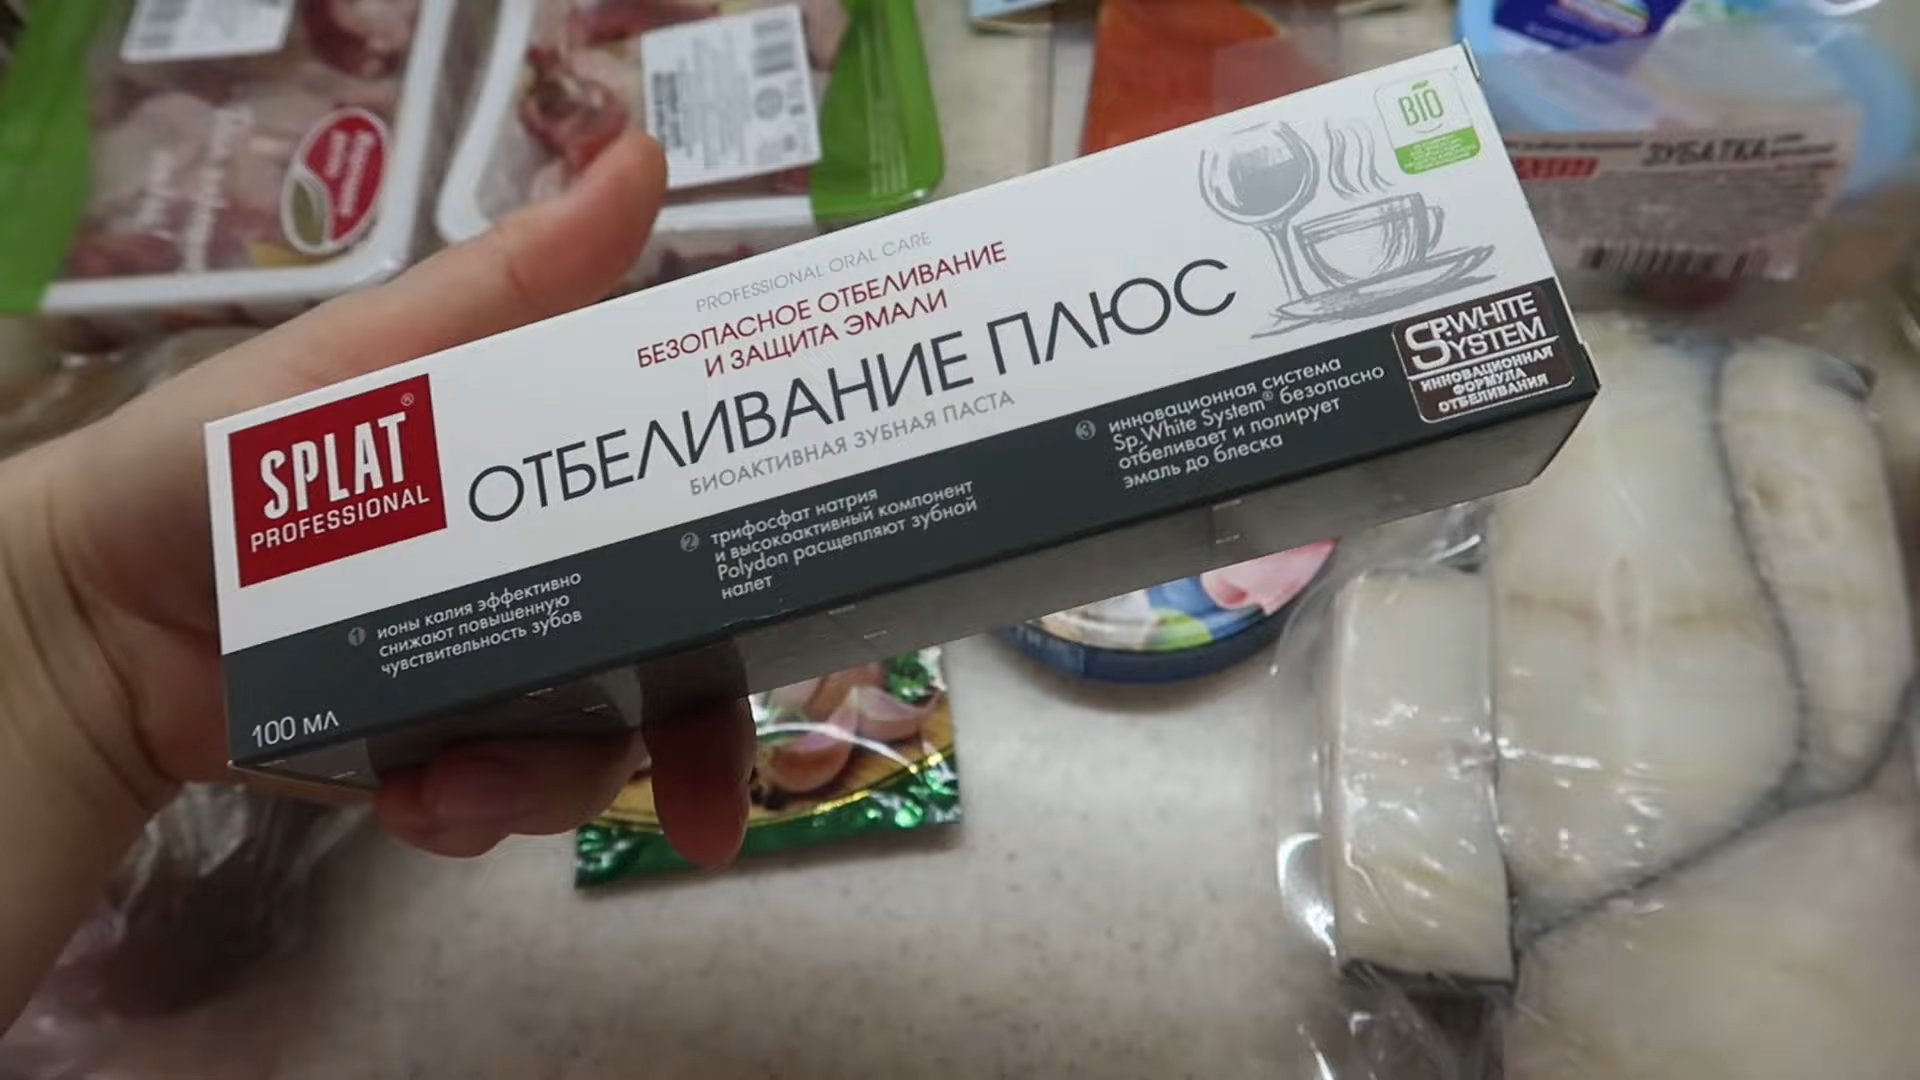 PROFESSIONAL ORAL CARE
БЕЗОПАСНОЕ ОТБЕЛИВАНИЕ
И ЗАЩИТА ЭМАЛИ
ОТБЕЛИВАНИЕ ПЛЮС
БИОАКТИВНАЯ ЗУБНАЯ ПАСТА
SPLAT®
PROFESSIONAL
1 ионы калия эффективно
снижают повышенную
чувствительность зубов
2 трифосфат натрия
и высокоактивный компонент
Polydon расщепляют зубной
налет
3 инновационная система
Sp.White System® безопасно
отбеливает и полирует
эмаль до блеска
100 МЛ
BIO
SP.WHITE
SYSTEM
ИННОВАЦИОННАЯ
ФОРМУЛА
ОТБЕЛИВАНИЯ
ЗУБАТКА